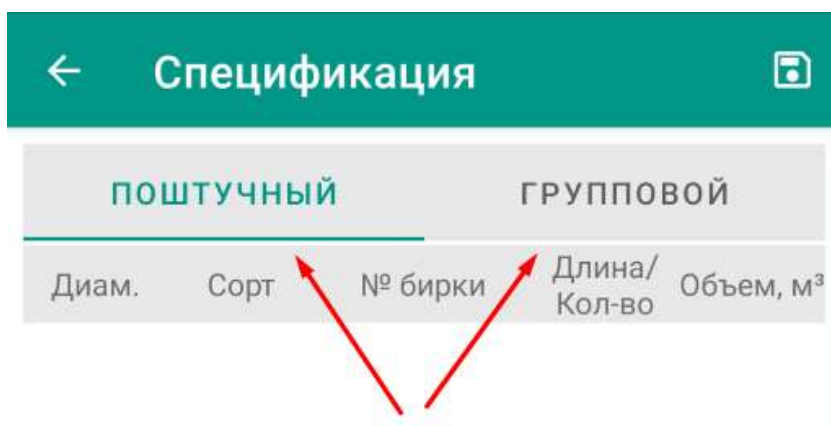 Спецификация
ПОШТУЧНЫЙ ГРУППОВОЙ
Диам. Сорт № бирки Длина/ Кол-во Объем, м³